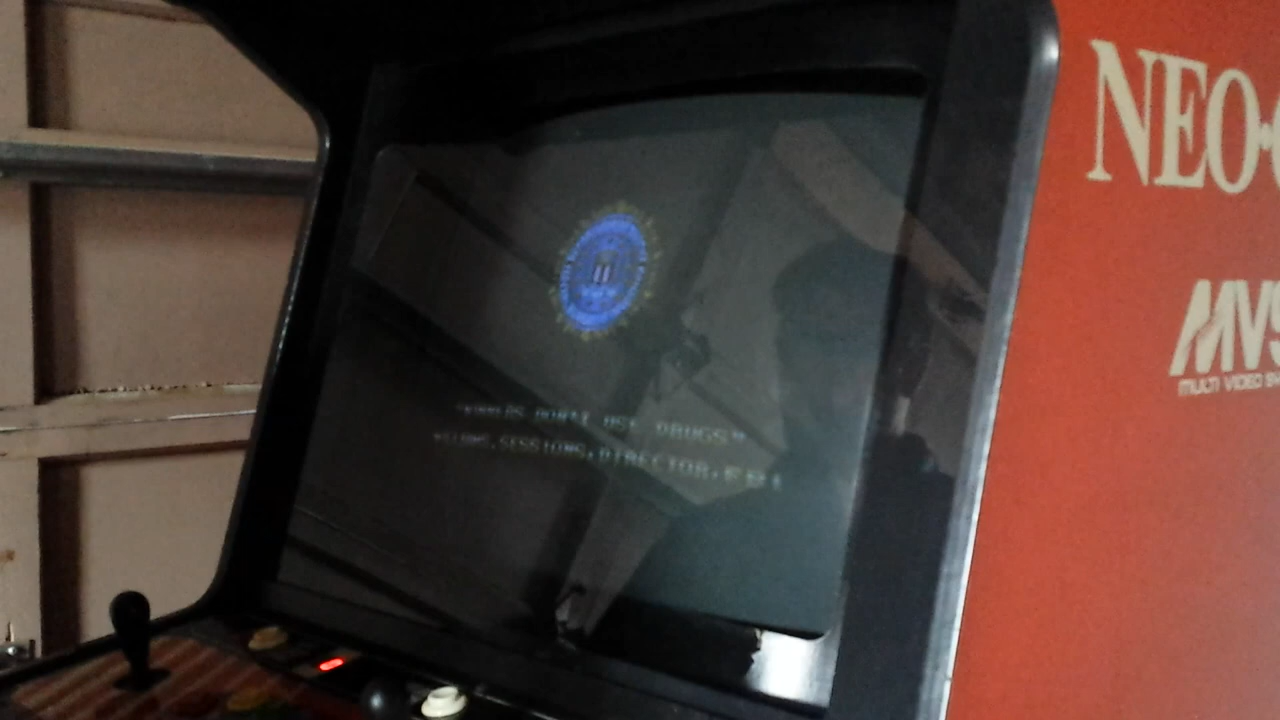 "WINNERS DON'T USE DRUGS"
WILLIAM.S.SESSIONS,DIRECTOR,FBI
NEO
MVS
MULTI VIDEO